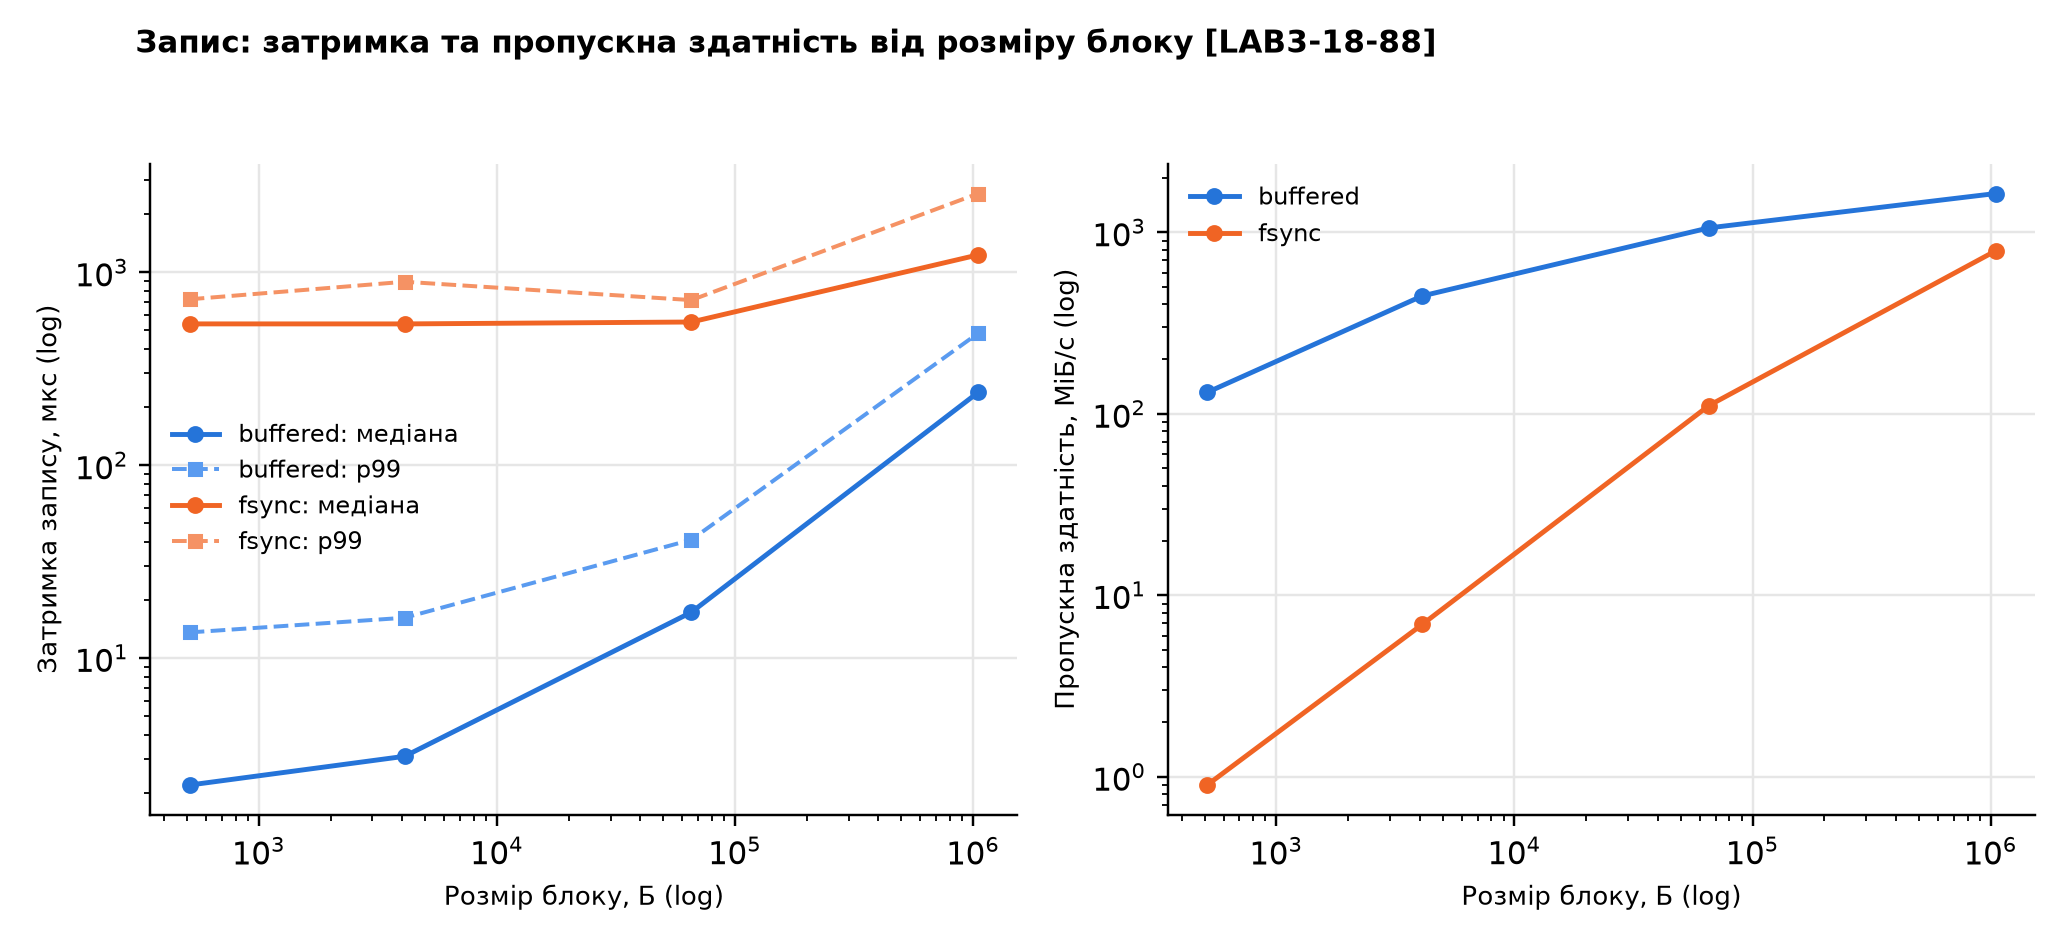 Запис: затримка та пропускна здатність від розміру блоку [LAB3-18-88]
Затримка запису, мкс (log)
10³
10²
10¹
buffered: медіана
buffered: p99
fsync: медіана
fsync: p99
10³
10⁴
10⁵
10⁶
Розмір блоку, Б (log)
Пропускна здатність, МіБ/с (log)
10³
10²
10¹
10⁰
buffered
fsync
10³
10⁴
10⁵
10⁶
Розмір блоку, Б (log)